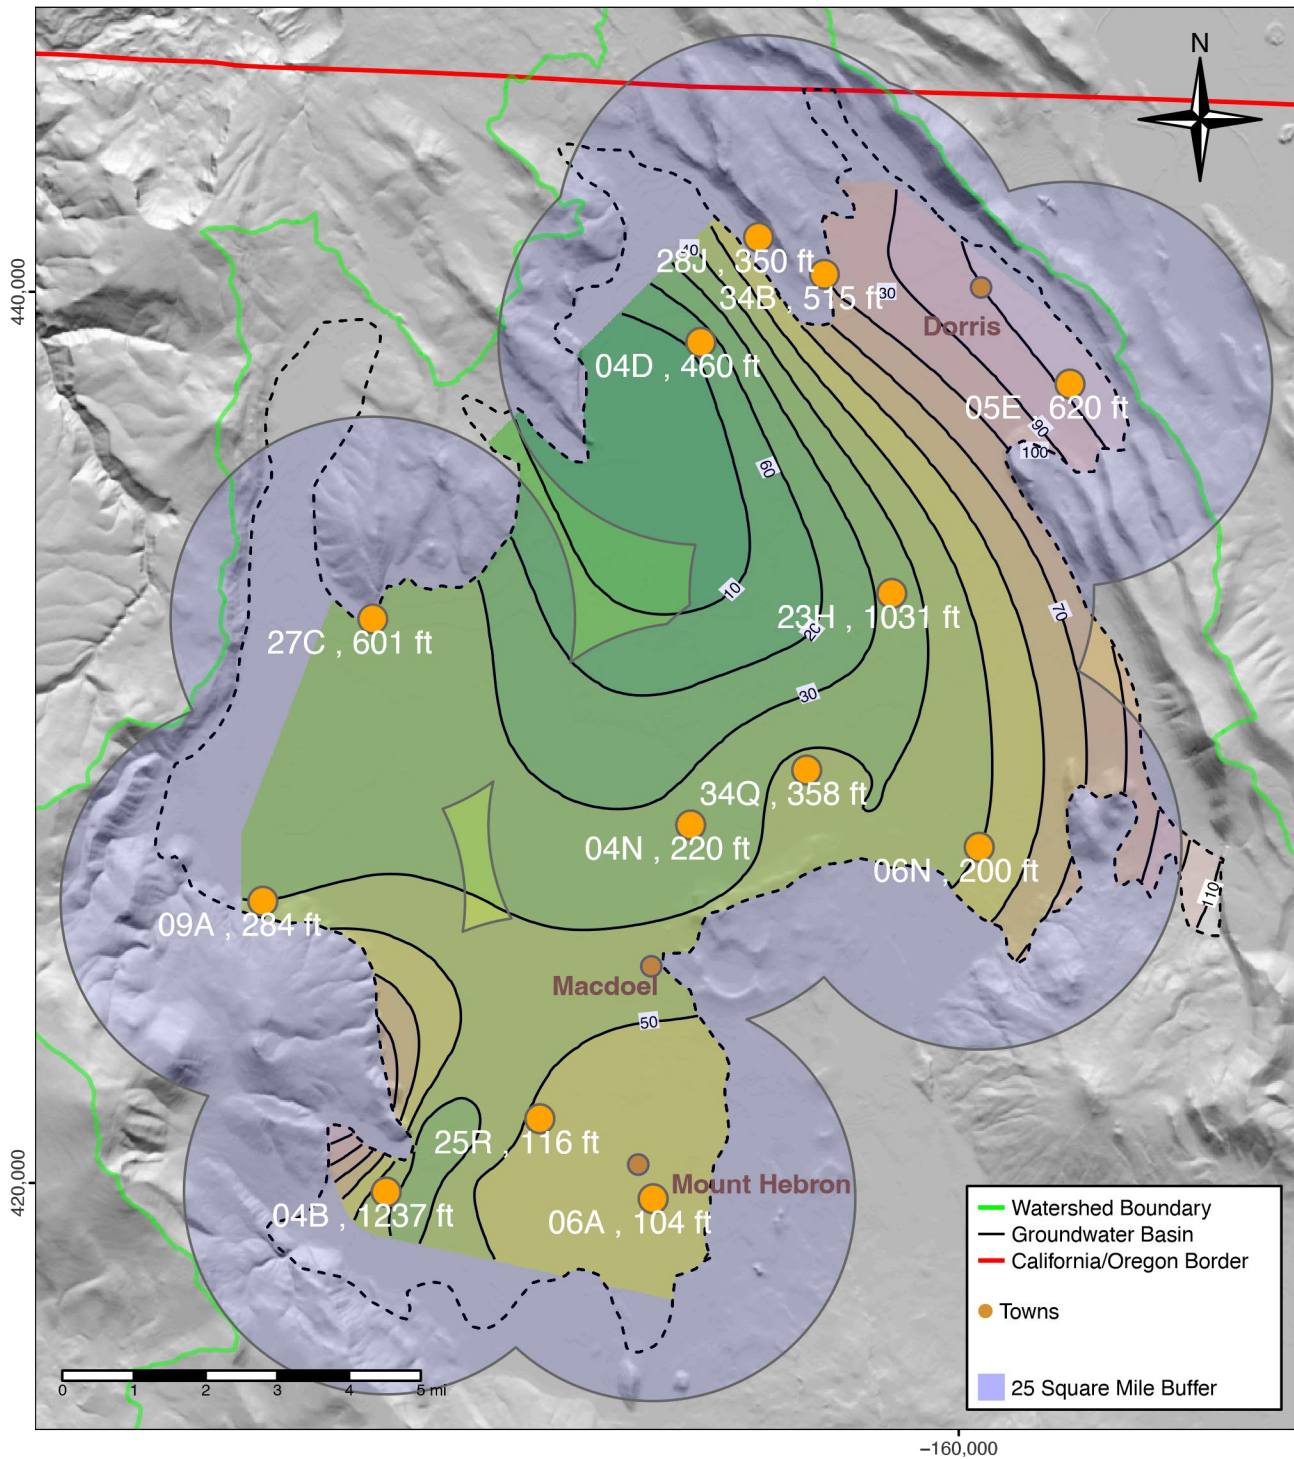 N
440,000
420,000
−160,000
40
28J , 350 ft
34B , 515 ft
30
Dorris
04D , 460 ft
05E , 620 ft
90
100
60
10
23H , 1031 ft
20
70
27C , 601 ft
30
34Q , 358 ft
04N , 220 ft
06N , 200 ft
110
09A , 284 ft
Macdoel
50
25R , 116 ft
Mount Hebron
04B , 1237 ft
06A , 104 ft
Watershed Boundary
Groundwater Basin
California/Oregon Border
Towns
25 Square Mile Buffer
0 1 2 3 4 5 mi